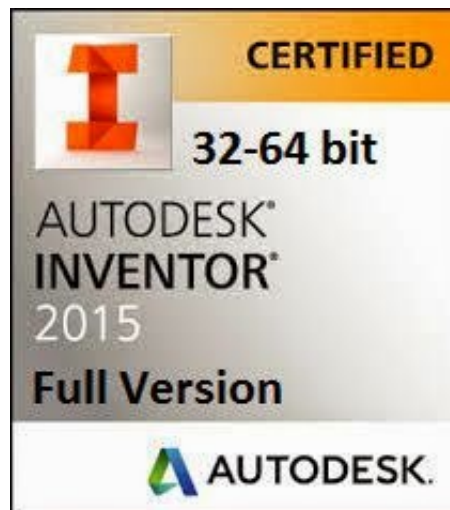 CERTIFIED
32-64 bit
AUTODESK®
INVENTOR®
2015
Full Version
AUTODESK.